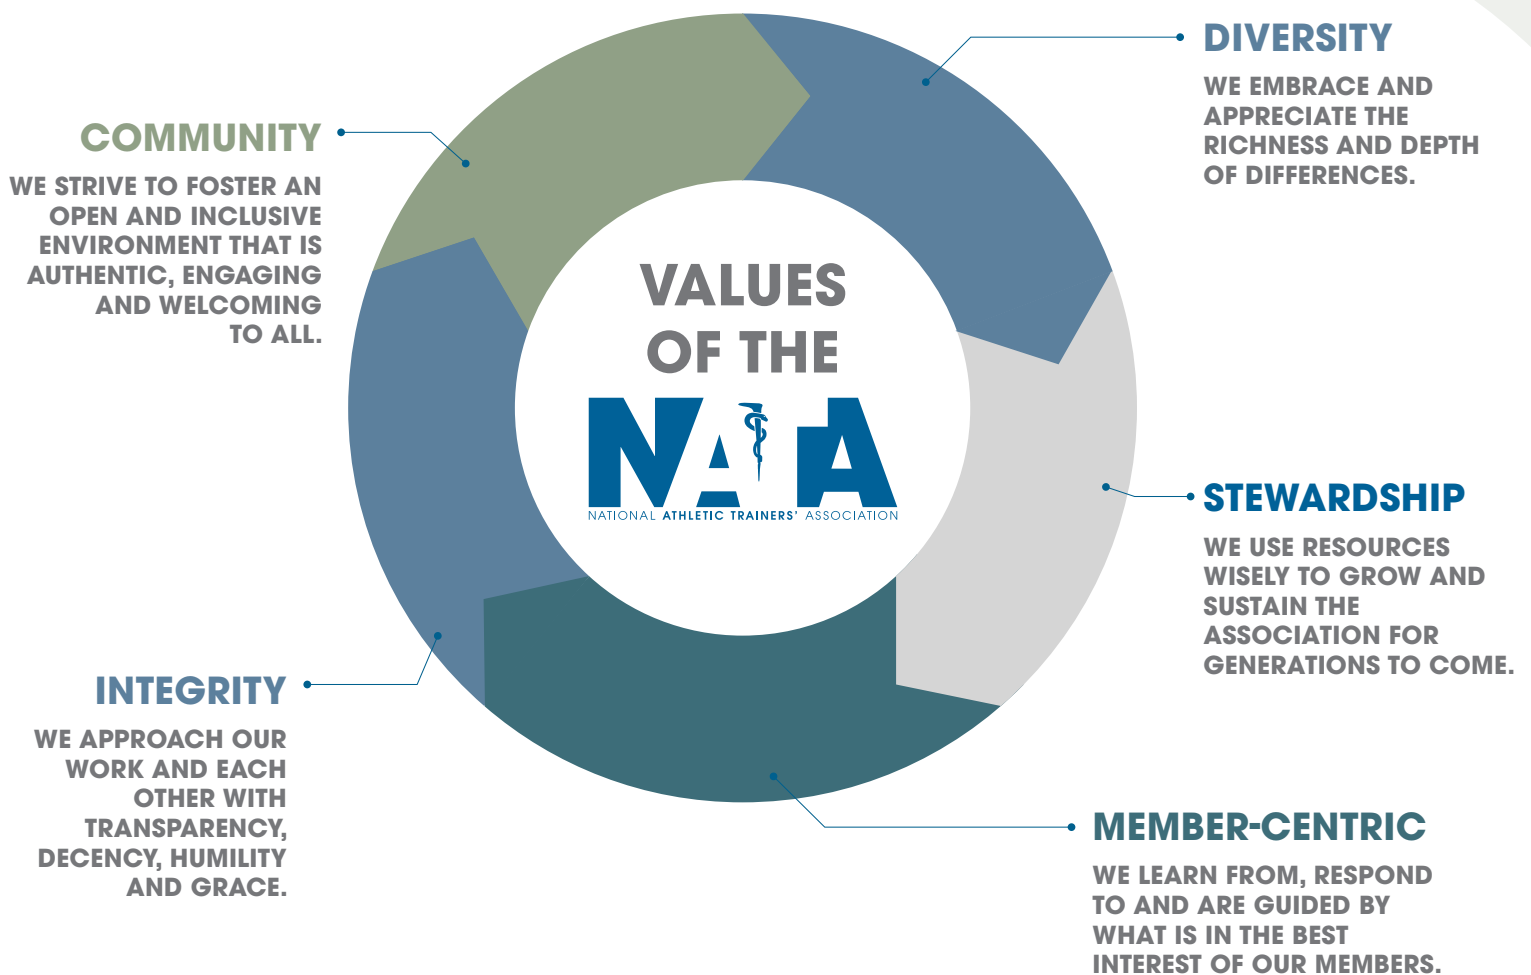 VALUES
OF THE
NATA
NATIONAL ATHLETIC TRAINERS' ASSOCIATION
DIVERSITY
WE EMBRACE AND
APPRECIATE THE
RICHNESS AND DEPTH
OF DIFFERENCES.
STEWARDSHIP
WE USE RESOURCES
WISELY TO GROW AND
SUSTAIN THE
ASSOCIATION FOR
GENERATIONS TO COME.
MEMBER-CENTRIC
WE LEARN FROM, RESPOND
TO AND ARE GUIDED BY
WHAT IS IN THE BEST
INTEREST OF OUR MEMBERS.
INTEGRITY
WE APPROACH OUR
WORK AND EACH
OTHER WITH
TRANSPARENCY,
DECENCY, HUMILITY
AND GRACE.
COMMUNITY
WE STRIVE TO FOSTER AN
OPEN AND INCLUSIVE
ENVIRONMENT THAT IS
AUTHENTIC, ENGAGING
AND WELCOMING
TO ALL.